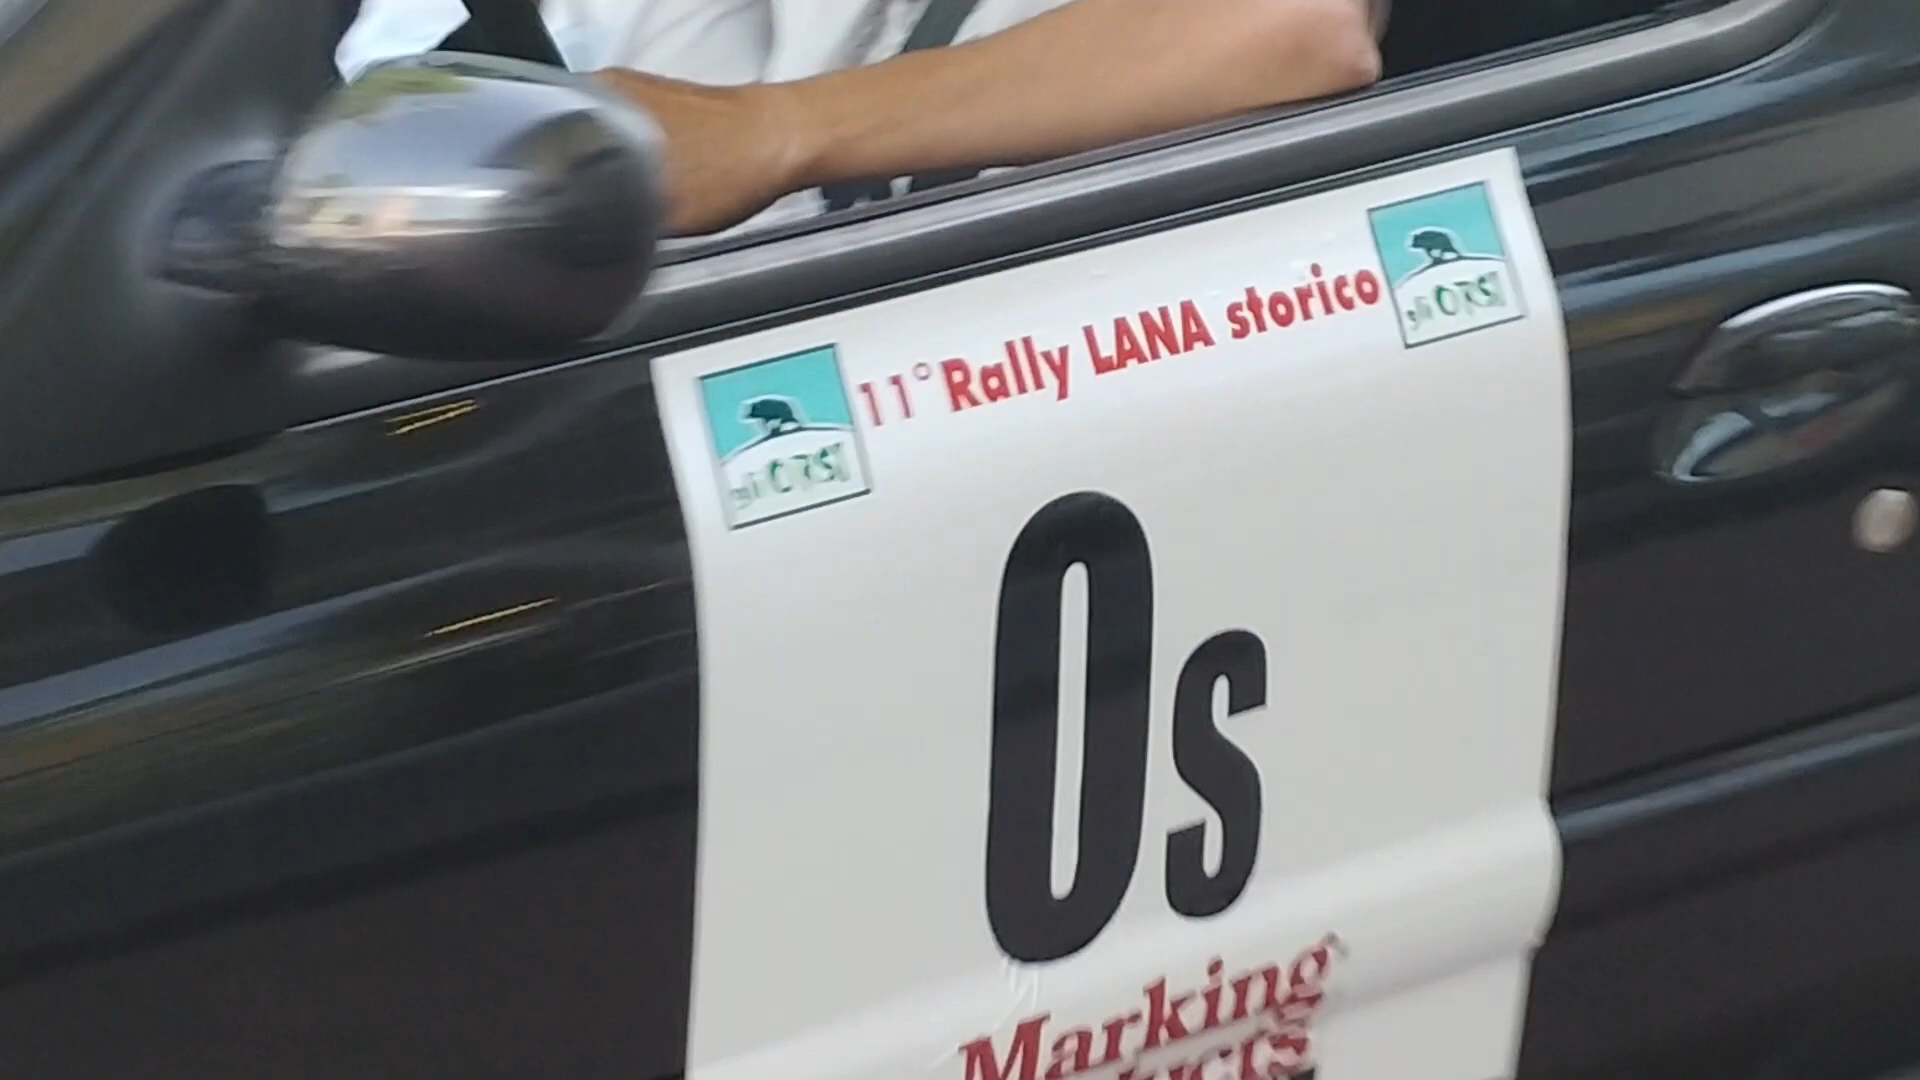 11° Rally LANA storico
gli ORSI
gli ORSI
0s
Marking